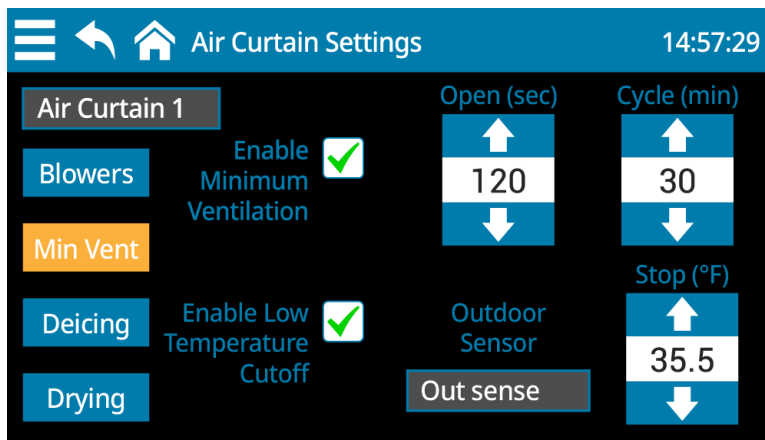 Air Curtain Settings
14:57:29
Air Curtain 1
Open (sec)
Cycle (min)
Blowers
Enable
Minimum
Ventilation
120
30
Min Vent
Stop (°F)
Deicing
Enable Low
Temperature
Cutoff
Outdoor
Sensor
35.5
Out sense
Drying